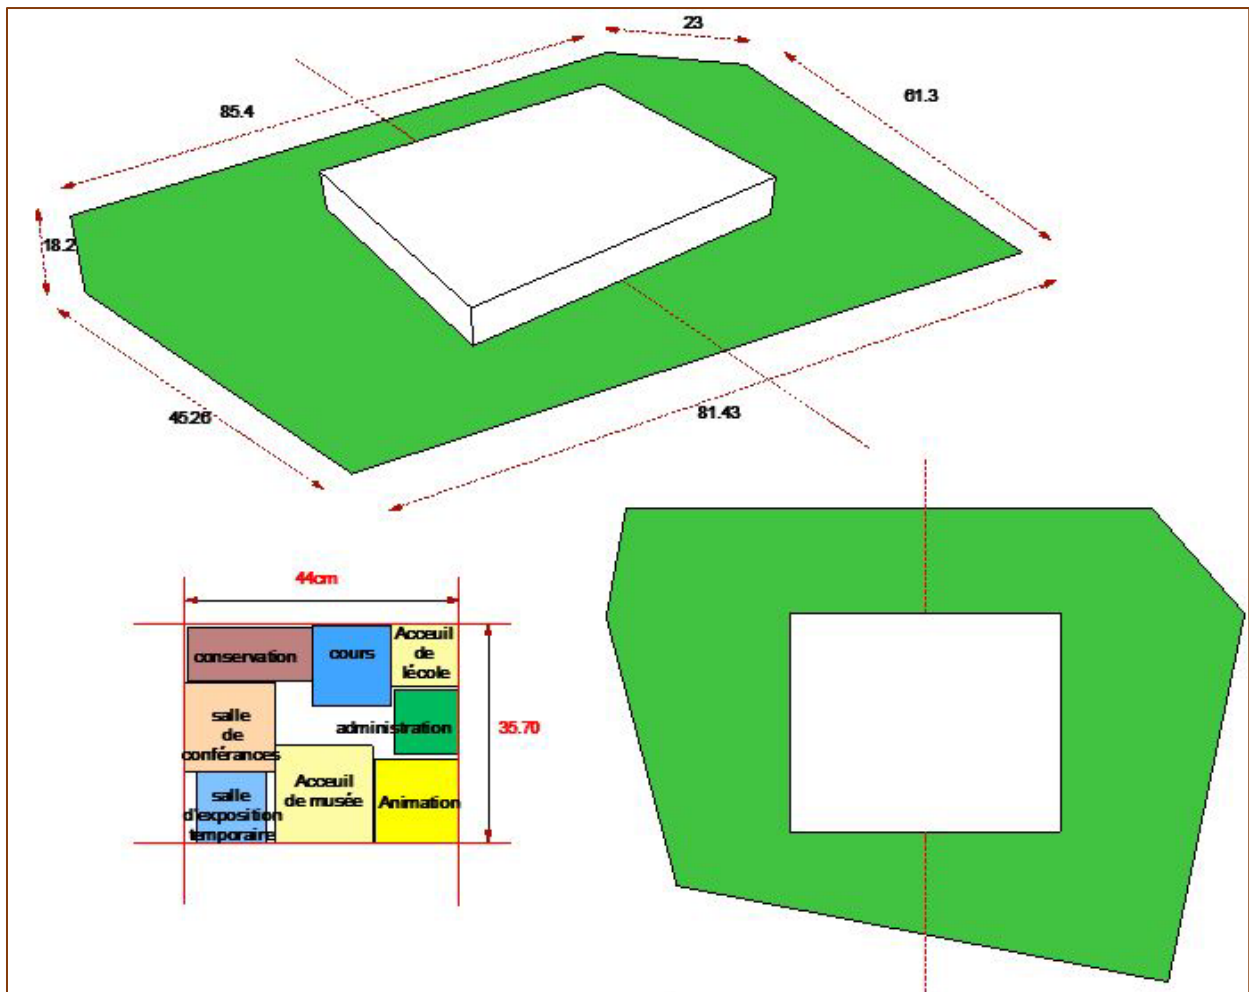 23
61.3
85.4
18.2
45.26
81.43
44cm
conservation
cours
Acceuil
de
lécole
salle
de
conférances
administration
35.70
salle
d'exposition
temporaire
Acceuil
de musée
Animation